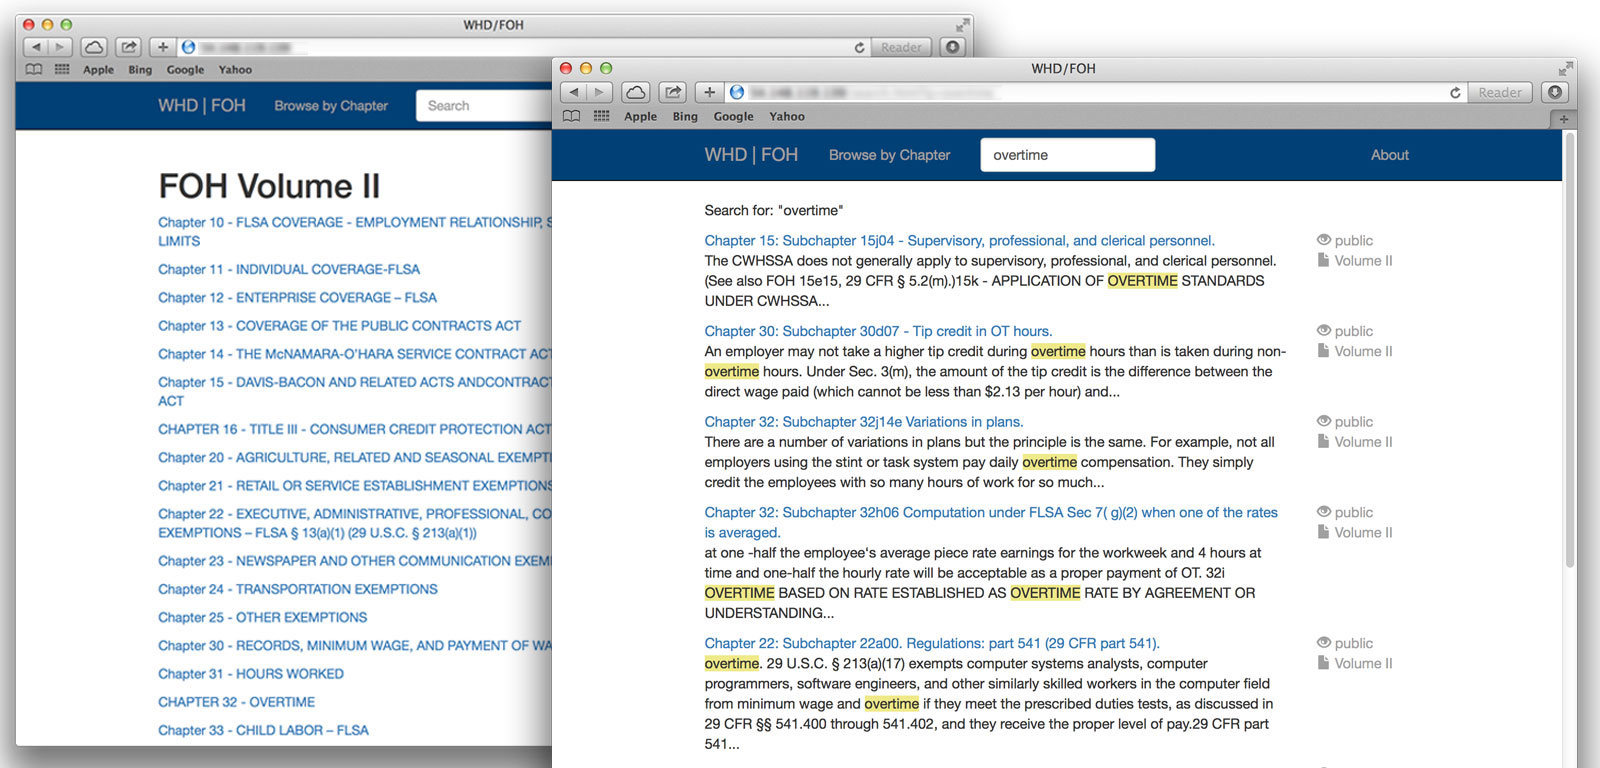 WHD/FOH
Reader
Apple Bing Google Yahoo
WHD | FOH Browse by Chapter Search
FOH Volume II
Chapter 10 - FLSA COVERAGE - EMPLOYMENT RELATIONSHIP,
LIMITS
Chapter 11 - INDIVIDUAL COVERAGE-FLSA
Chapter 12 - ENTERPRISE COVERAGE – FLSA
Chapter 13 - COVERAGE OF THE PUBLIC CONTRACTS ACT
Chapter 14 - THE McNAMARA-O'HARA SERVICE CONTRACT ACT
Chapter 15 - DAVIS-BACON AND RELATED ACTS ANDCONTRACT
ACT
CHAPTER 16 - TITLE III - CONSUMER CREDIT PROTECTION ACT
Chapter 20 - AGRICULTURE, RELATED AND SEASONAL EXEMPTI
Chapter 21 - RETAIL OR SERVICE ESTABLISHMENT EXEMPTIONS
Chapter 22 - EXECUTIVE, ADMINISTRATIVE, PROFESSIONAL, CO
EXEMPTIONS – FLSA § 13(a)(1) (29 U.S.C. § 213(a)(1))
Chapter 23 - NEWSPAPER AND OTHER COMMUNICATION EXEM
Chapter 24 - TRANSPORTATION EXEMPTIONS
Chapter 25 - OTHER EXEMPTIONS
Chapter 30 - RECORDS, MINIMUM WAGE, AND PAYMENT OF WA
Chapter 31 - HOURS WORKED
CHAPTER 32 - OVERTIME
Chapter 33 - CHILD LABOR – FLSA
WHD/FOH
Reader
Apple Bing Google Yahoo
WHD | FOH Browse by Chapter overtime About
Search for: "overtime"
Chapter 15: Subchapter 15j04 - Supervisory, professional, and clerical personnel. public
The CWHSSA does not generally apply to supervisory, professional, and clerical personnel. Volume II
(See also FOH 15e15, 29 CFR § 5.2(m).)15k - APPLICATION OF OVERTIME STANDARDS
UNDER CWHSSA...
Chapter 30: Subchapter 30d07 - Tip credit in OT hours. public
An employer may not take a higher tip credit during overtime hours than is taken during non- Volume II
overtime hours. Under Sec. 3(m), the amount of the tip credit is the difference between the
direct wage paid (which cannot be less than $2.13 per hour) and...
Chapter 32: Subchapter 32j14e Variations in plans. public
There are a number of variations in plans but the principle is the same. For example, not all Volume II
employers using the stint or task system pay daily overtime compensation. They simply
credit the employees with so many hours of work for so much...
Chapter 32: Subchapter 32h06 Computation under FLSA Sec 7( g)(2) when one of the rates public
is averaged. Volume II
at one -half the employee's average piece rate earnings for the workweek and 4 hours at
time and one-half the hourly rate will be acceptable as a proper payment of OT. 32i
OVERTIME BASED ON RATE ESTABLISHED AS OVERTIME RATE BY AGREEMENT OR
UNDERSTANDING...
Chapter 22: Subchapter 22a00. Regulations: part 541 (29 CFR part 541). public
overtime. 29 U.S.C. § 213(a)(17) exempts computer systems analysts, computer Volume II
programmers, software engineers, and other similarly skilled workers in the computer field
from minimum wage and overtime if they meet the prescribed duties tests, as discussed in
29 CFR §§ 541.400 through 541.402, and they receive the proper level of pay.29 CFR part
541...